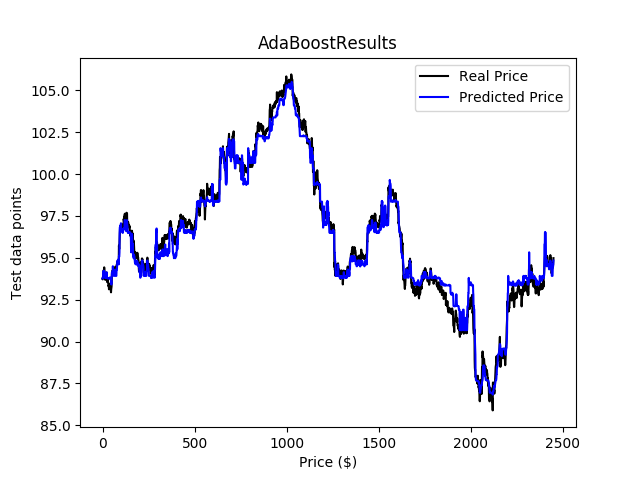 AdaBoostResults
Real Price
Predicted Price
Test data points
105.0
102.5
100.0
97.5
95.0
92.5
90.0
87.5
85.0
0 500 1000 1500 2000 2500
Price ($)